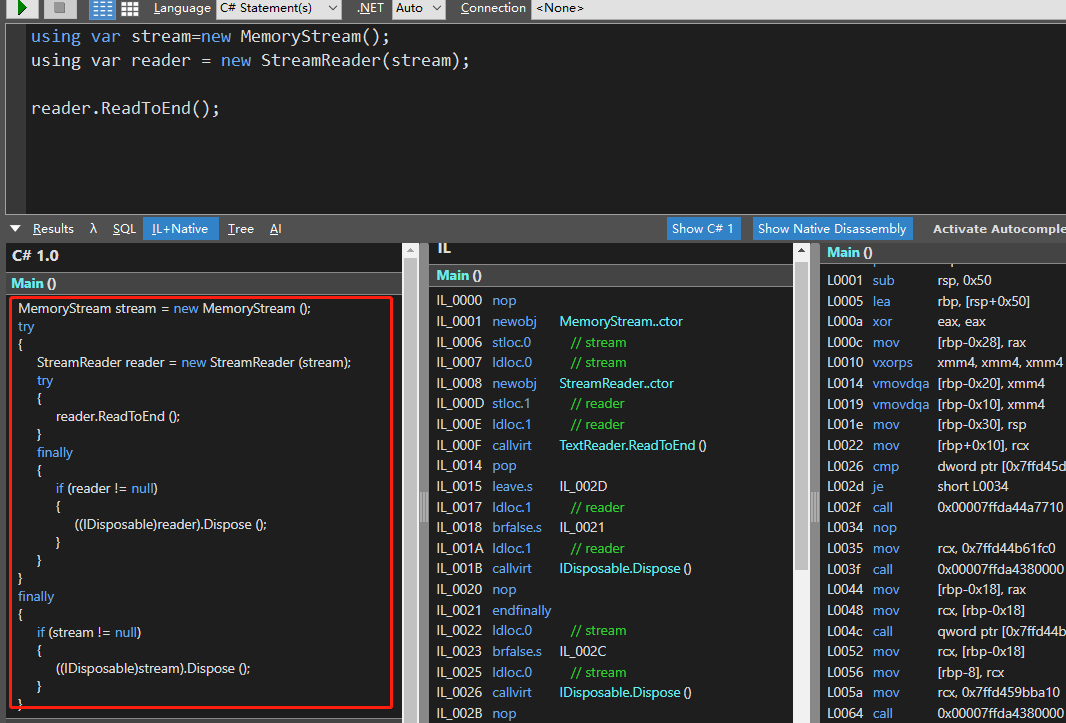 Language C# Statement(s) .NET Auto Connection <None>
using var stream=new MemoryStream();
using var reader = new StreamReader(stream);
reader.ReadToEnd();
Results λ SQL IL+Native Tree AI Show C# 1 Show Native Disassembly Activate Autocomple
C# 1.0
Main ()
MemoryStream stream = new MemoryStream ();
try
{
StreamReader reader = new StreamReader (stream);
try
{
reader.ReadToEnd ();
}
finally
{
if (reader != null)
{
((IDisposable)reader).Dispose ();
}
}
}
finally
{
if (stream != null)
{
((IDisposable)stream).Dispose ();
}
}
IL
Main ()
IL_0000 nop
IL_0001 newobj MemoryStream..ctor
IL_0006 stloc.0 // stream
IL_0007 ldloc.0 // stream
IL_0008 newobj StreamReader..ctor
IL_000D stloc.1 // reader
IL_000E ldloc.1 // reader
IL_000F callvirt TextReader.ReadToEnd ()
IL_0014 pop
IL_0015 leave.s IL_002D
IL_0017 ldloc.1 // reader
IL_0018 brfalse.s IL_0021
IL_001A ldloc.1 // reader
IL_001B callvirt IDisposable.Dispose ()
IL_0020 nop
IL_0021 endfinally
IL_0022 ldloc.0 // stream
IL_0023 brfalse.s IL_002C
IL_0025 ldloc.0 // stream
IL_0026 callvirt IDisposable.Dispose ()
IL_002B nop
Main ()
L0001 sub rsp, 0x50
L0005 lea rbp, [rsp+0x50]
L000a xor eax, eax
L000c mov [rbp-0x28], rax
L0010 vxorps xmm4, xmm4, xmm4
L0014 vmovdqa [rbp-0x20], xmm4
L0019 vmovdqa [rbp-0x10], xmm4
L001e mov [rbp-0x30], rsp
L0022 mov [rbp+0x10], rcx
L0026 cmp dword ptr [0x7ffd45d
L002d je short L0034
L002f call 0x00007ffda44a7710
L0034 nop
L0035 mov rcx, 0x7ffd44b61fc0
L003f call 0x00007ffda4380000
L0044 mov [rbp-0x18], rax
L0048 mov rcx, [rbp-0x18]
L004c call qword ptr [0x7ffd44b
L0052 mov rcx, [rbp-0x18]
L0056 mov [rbp-8], rcx
L005a mov rcx, 0x7ffd459bba10
L0064 call 0x00007ffda4380000